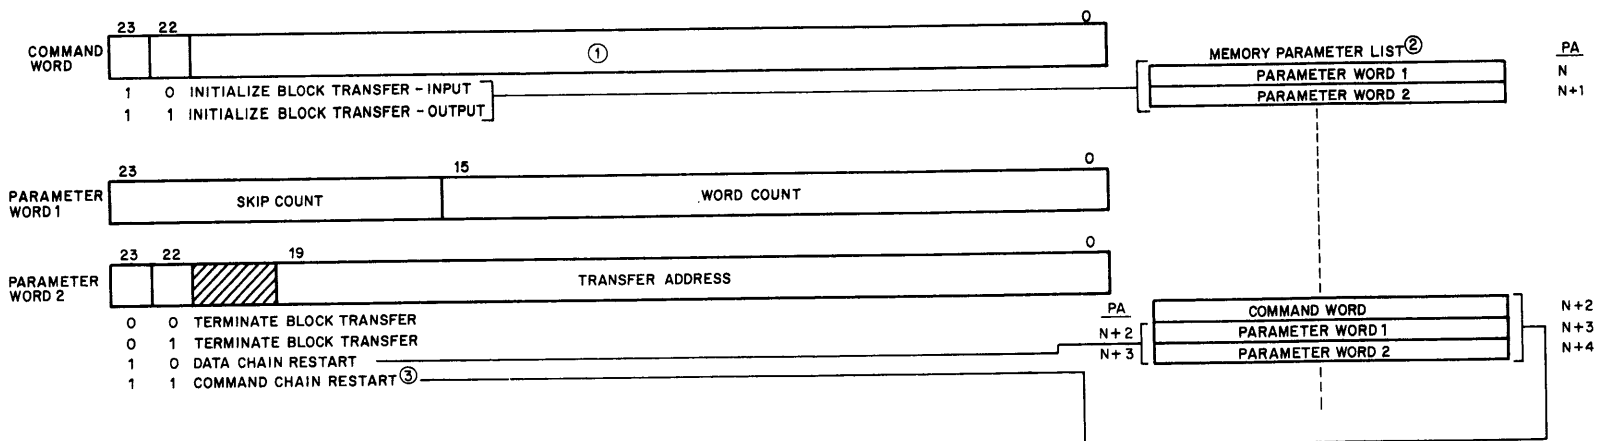 23 22 0
COMMAND WORD
①
MEMORY PARAMETER LIST② PA
PARAMETER WORD 1 N
PARAMETER WORD 2 N+1
1 0 INITIALIZE BLOCK TRANSFER - INPUT
1 1 INITIALIZE BLOCK TRANSFER - OUTPUT
23 15 0
PARAMETER WORD 1
SKIP COUNT WORD COUNT
23 22 19 0
PARAMETER WORD 2
TRANSFER ADDRESS
0 0 TERMINATE BLOCK TRANSFER
0 1 TERMINATE BLOCK TRANSFER
1 0 DATA CHAIN RESTART
1 1 COMMAND CHAIN RESTART③
PA
COMMAND WORD N+2
N+2 PARAMETER WORD 1 N+3
N+3 PARAMETER WORD 2 N+4